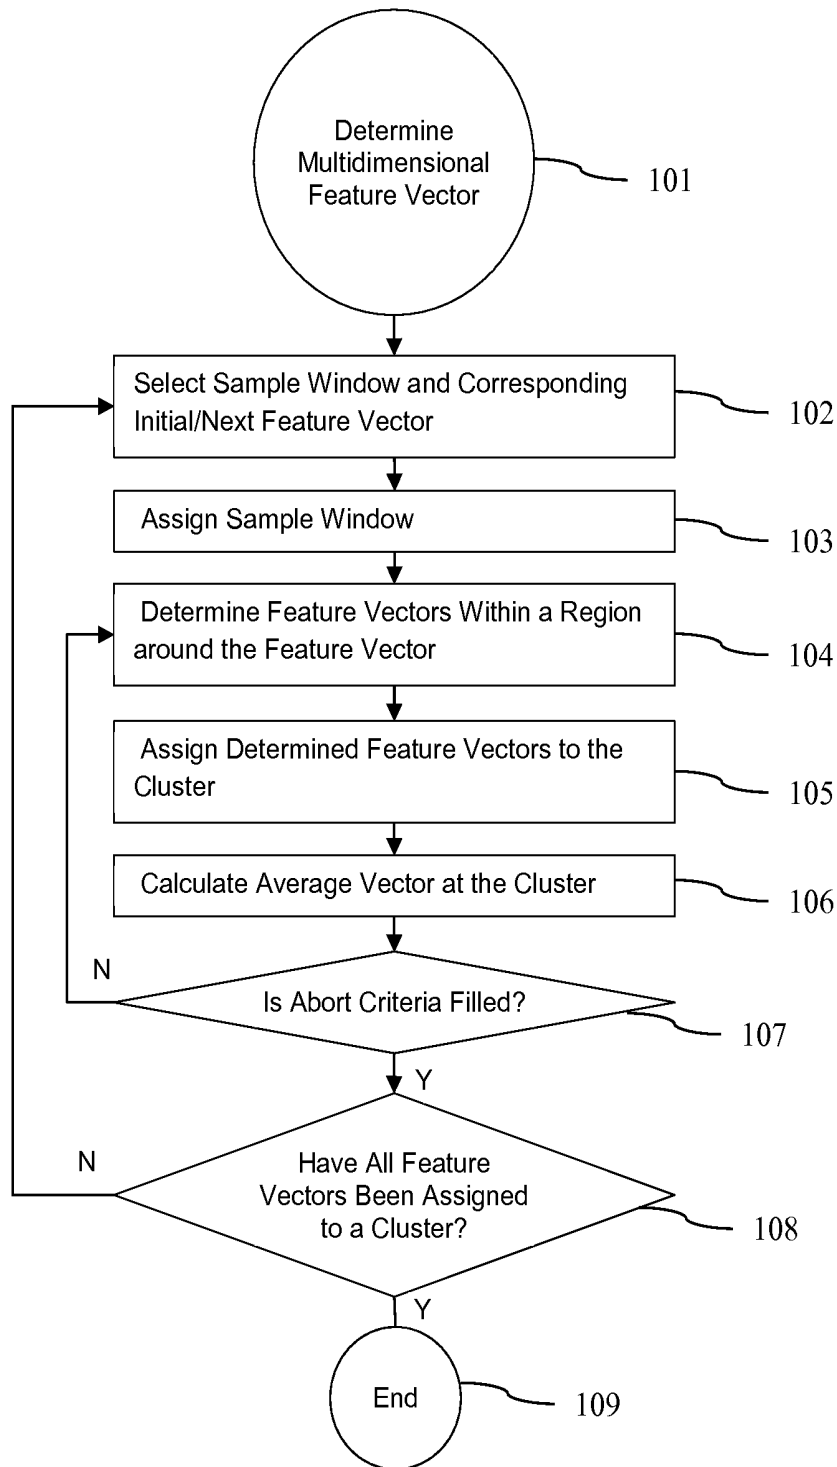 Determine
Multidimensional
Feature Vector
101
Select Sample Window and Corresponding
Initial/Next Feature Vector
102
Assign Sample Window
103
Determine Feature Vectors Within a Region
around the Feature Vector
104
Assign Determined Feature Vectors to the
Cluster
105
Calculate Average Vector at the Cluster
106
N
Is Abort Criteria Filled?
107
Y
N
Have All Feature
Vectors Been Assigned
to a Cluster?
108
Y
End
109